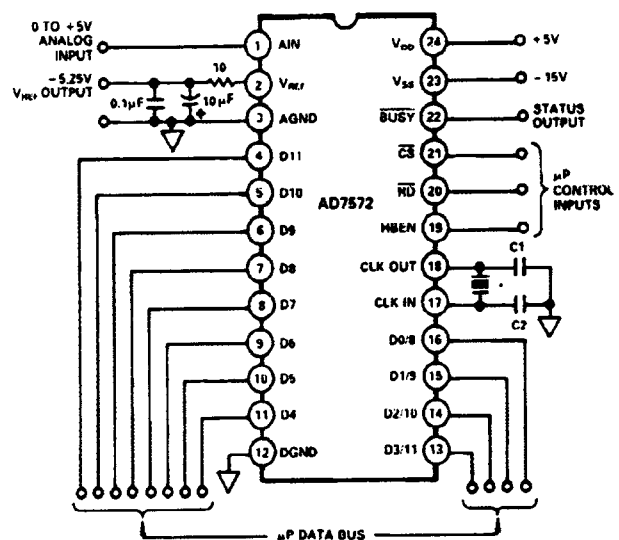 0 TO +5V
ANALOG
INPUT
1 AIN
-5.25V
VREF OUTPUT
10
2 VREF
0.1µF
10µF
+
3 AGND
4 D11
5 D10
6 D9
7 D8
8 D7
9 D6
10 D5
11 D4
12 DGND
AD7572
VDD 24 +5V
VSS 23 -15V
BUSY 22 STATUS
OUTPUT
CS 21
RD 20
HBEN 19
µP
CONTROL
INPUTS
CLK OUT 18
C1
CLK IN 17
C2
D0/8 16
D1/9 15
D2/10 14
D3/11 13
µP DATA BUS